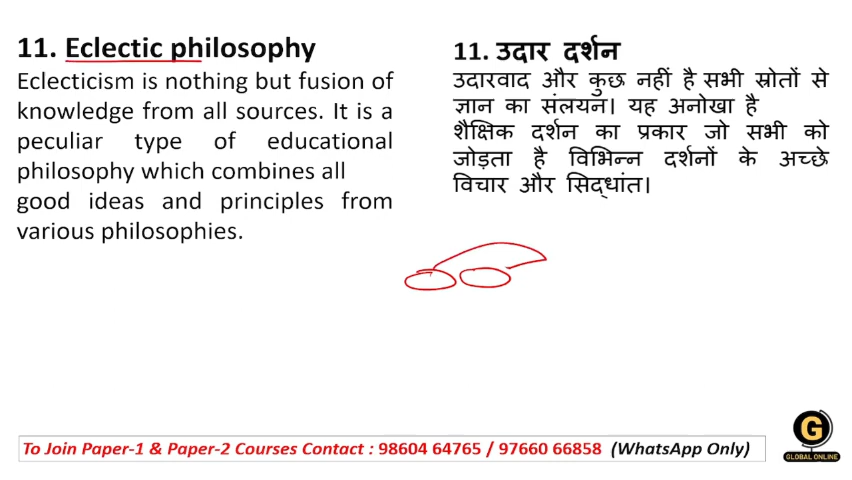 11. Eclectic philosophy
Eclecticism is nothing but fusion of
knowledge from all sources. It is a
peculiar type of educational
philosophy which combines all
good ideas and principles from
various philosophies.
11. उदार दर्शन
उदारवाद और कुछ नहीं है सभी स्रोतों से
ज्ञान का संलयन। यह अनोखा है
शैक्षिक दर्शन का प्रकार जो सभी को
जोड़ता है विभिन्न दर्शनों के अच्छे
विचार और सिद्धांत।
To Join Paper-1 & Paper-2 Courses Contact : 98604 64765 / 97660 66858 (WhatsApp Only)
G
GLOBAL ONLINE